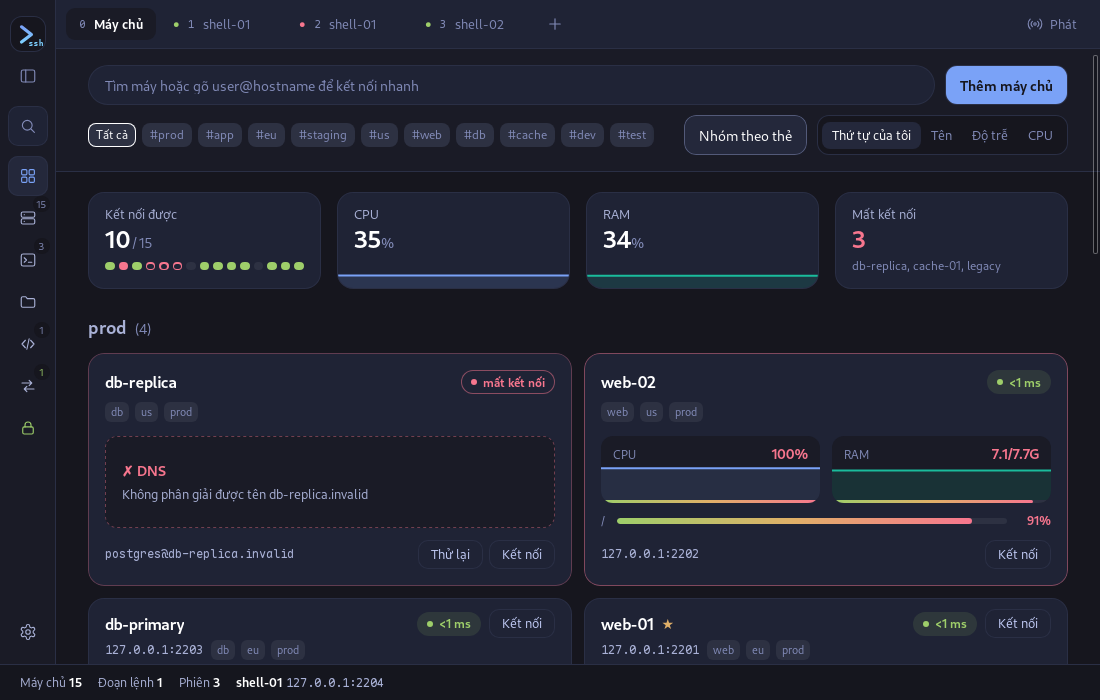 ssh
0 Máy chủ
1 shell-01
2 shell-01
3 shell-02
Phát
Tìm máy hoặc gõ user@hostname để kết nối nhanh
Thêm máy chủ
Tất cả #prod #app #eu #staging #us #web #db #cache #dev #test
Nhóm theo thẻ
Thứ tự của tôi Tên Độ trễ CPU
15
3
1
1
Kết nối được
10/15
CPU
35%
RAM
34%
Mất kết nối
3
db-replica, cache-01, legacy
prod (4)
db-replica
mất kết nối
db us prod
✗ DNS
Không phân giải được tên db-replica.invalid
postgres@db-replica.invalid
Thử lại
Kết nối
web-02 
<1 ms
web us prod
CPU 100%
RAM 7.1/7.7G
/ 91%
127.0.0.1:2202
Kết nối
db-primary
<1 ms
Kết nối
127.0.0.1:2203 db eu prod
web-01 ★
<1 ms
Kết nối
127.0.0.1:2201 web eu prod
Máy chủ 15 Đoạn lệnh 1 Phiên 3 shell-01 127.0.0.1:2204